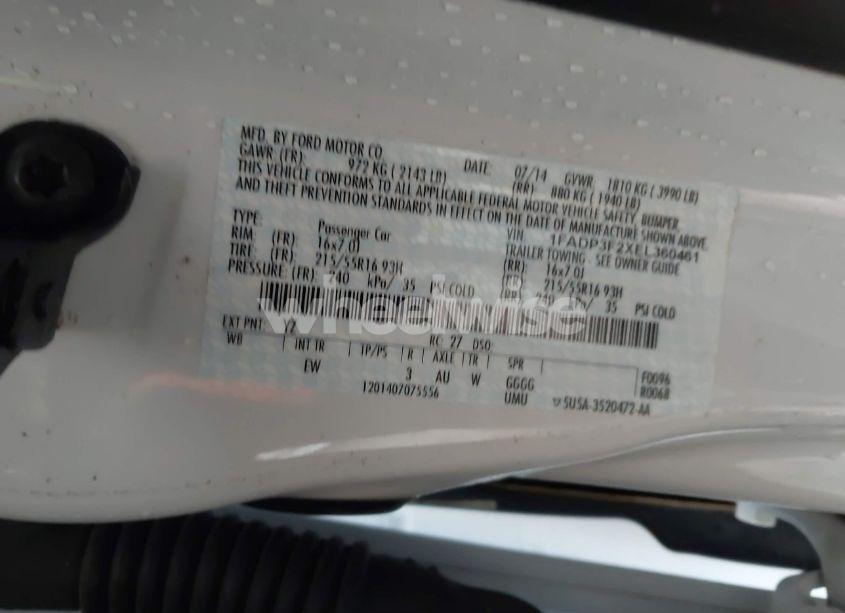 MFD. BY FORD MOTOR CO.
DATE: 07/14 GVWR: 1810 KG ( 3990 LB)
GAWR (FR): 972 KG ( 2143 LB) (RR): 880 KG ( 1940 LB)
THIS VEHICLE CONFORMS TO ALL APPLICABLE FEDERAL MOTOR VEHICLE SAFETY, BUMPER,
AND THEFT PREVENTION STANDARDS IN EFFECT ON THE DATE OF MANUFACTURE SHOWN ABOVE.
VIN: 1FADP3F2XEL360461
TYPE: Passenger Car TRAILER TOWING - SEE OWNER GUIDE
RIM (FR): 16x7.0J (RR): 16x7.0J
TIRE (FR): 215/55R16 93H (RR): 215/55R16 93H
PRESSURE (FR): 240 kPa/ 35 PSI COLD kPa/ 35 PSI COLD
wheelwise
EXT PNT: YZ RC: 27 DSO:
WB INT TR TP/PS R AXLE TR SPR F0096
EW 3 AU W GGGG R0068
1201407075556 UMU ▽5U5A-3520472-AA